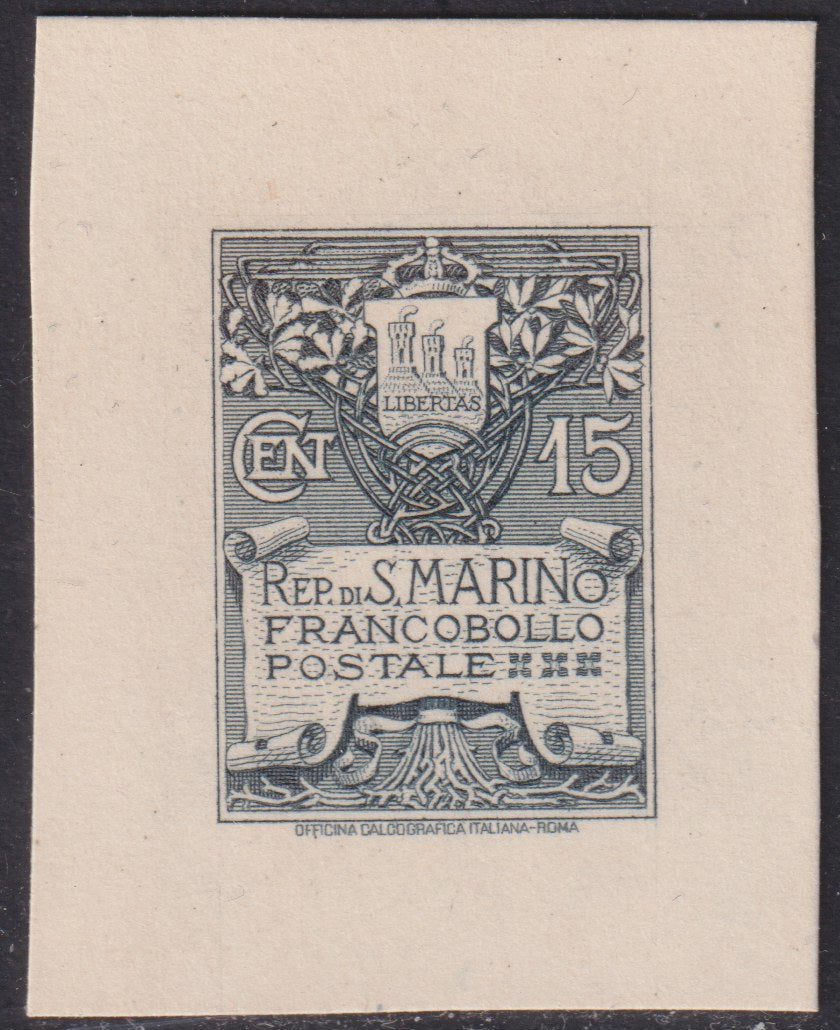 LIBERTAS
CENT 15
REP. DI S. MARINO
FRANCOBOLLO
POSTALE
OFFICINA CALCOGRAFICA ITALIANA-ROMA